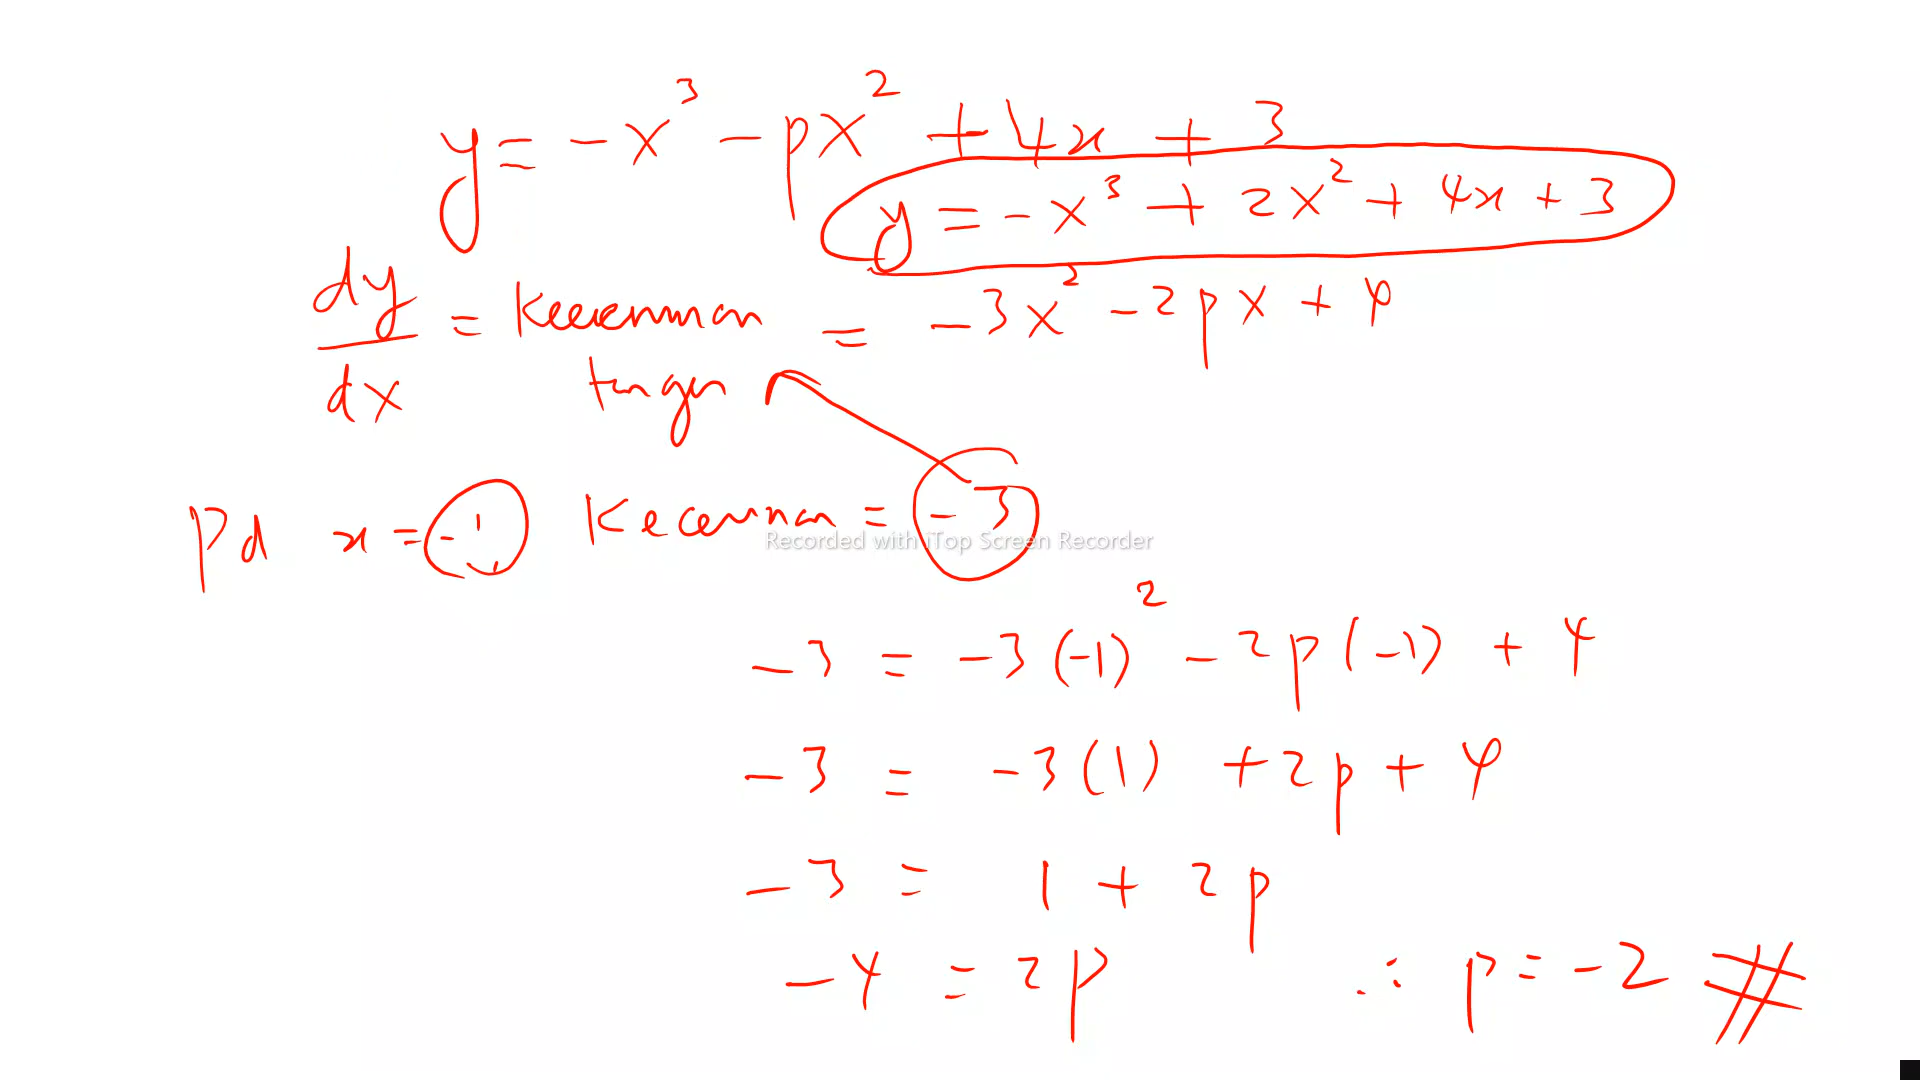 y = -x³ - px² + 4x + 3
y = -x³ + 2x² + 4x + 3
dy/dx = Kecerunan = -3x² - 2px + 4
Pd x = -1 Kecerunan = -3
Recorded with iTop Screen Recorder
-3 = -3(-1)² - 2p(-1) + 4
-3 = -3(1) + 2p + 4
-3 = 1 + 2p
-4 = 2p ∴ p = -2 #